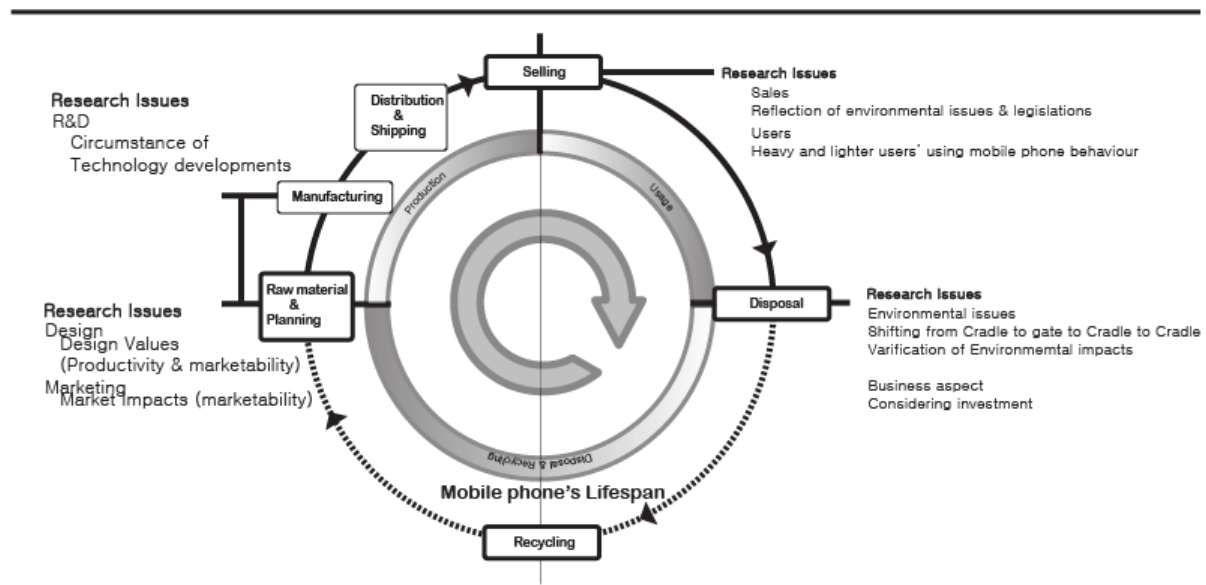 Selling
Distribution
&
Shipping
Manufacturing
Raw material
&
Planning
Disposal
Recycling
Production
Usage
Disposal & Recycling
Mobile phone's Lifespan
Research Issues
R&D
Circumstance of
Technology developments
Research Issues
Design
Design Values
(Productivity & marketability)
Marketing
Market Impacts (marketability)
Research Issues
Sales
Reflection of environmental issues & legislations
Users
Heavy and lighter users' using mobile phone behaviour
Research Issues
Environmental issues
Shifting from Cradle to gate to Cradle to Cradle
Varification of Environmemtal impacts
Business aspect
Considering investment